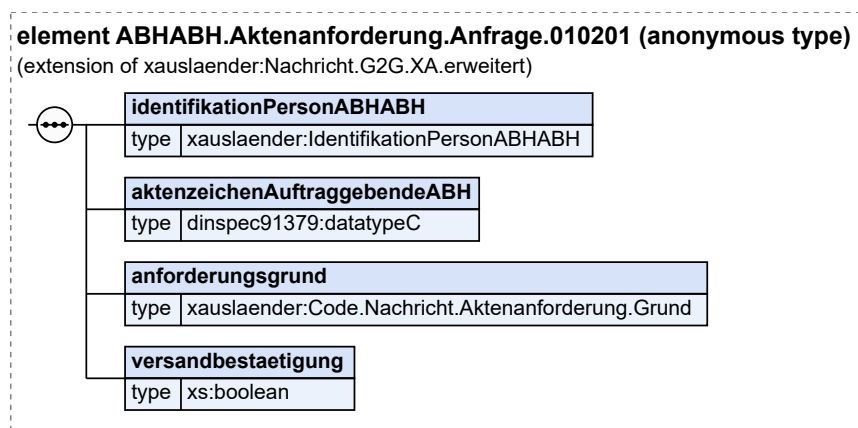 element ABHABH.Aktenanforderung.Anfrage.010201 (anonymous type)
(extension of xauslaender:Nachricht.G2G.XA.erweitert)
identifikationPersonABHABH
type xauslaender:IdentifikationPersonABHABH
aktenzeichenAuftraggebendeABH
type dinspec91379:datatypeC
anforderungsgrund
type xauslaender:Code.Nachricht.Aktenanforderung.Grund
versandbestaetigung
type xs:boolean